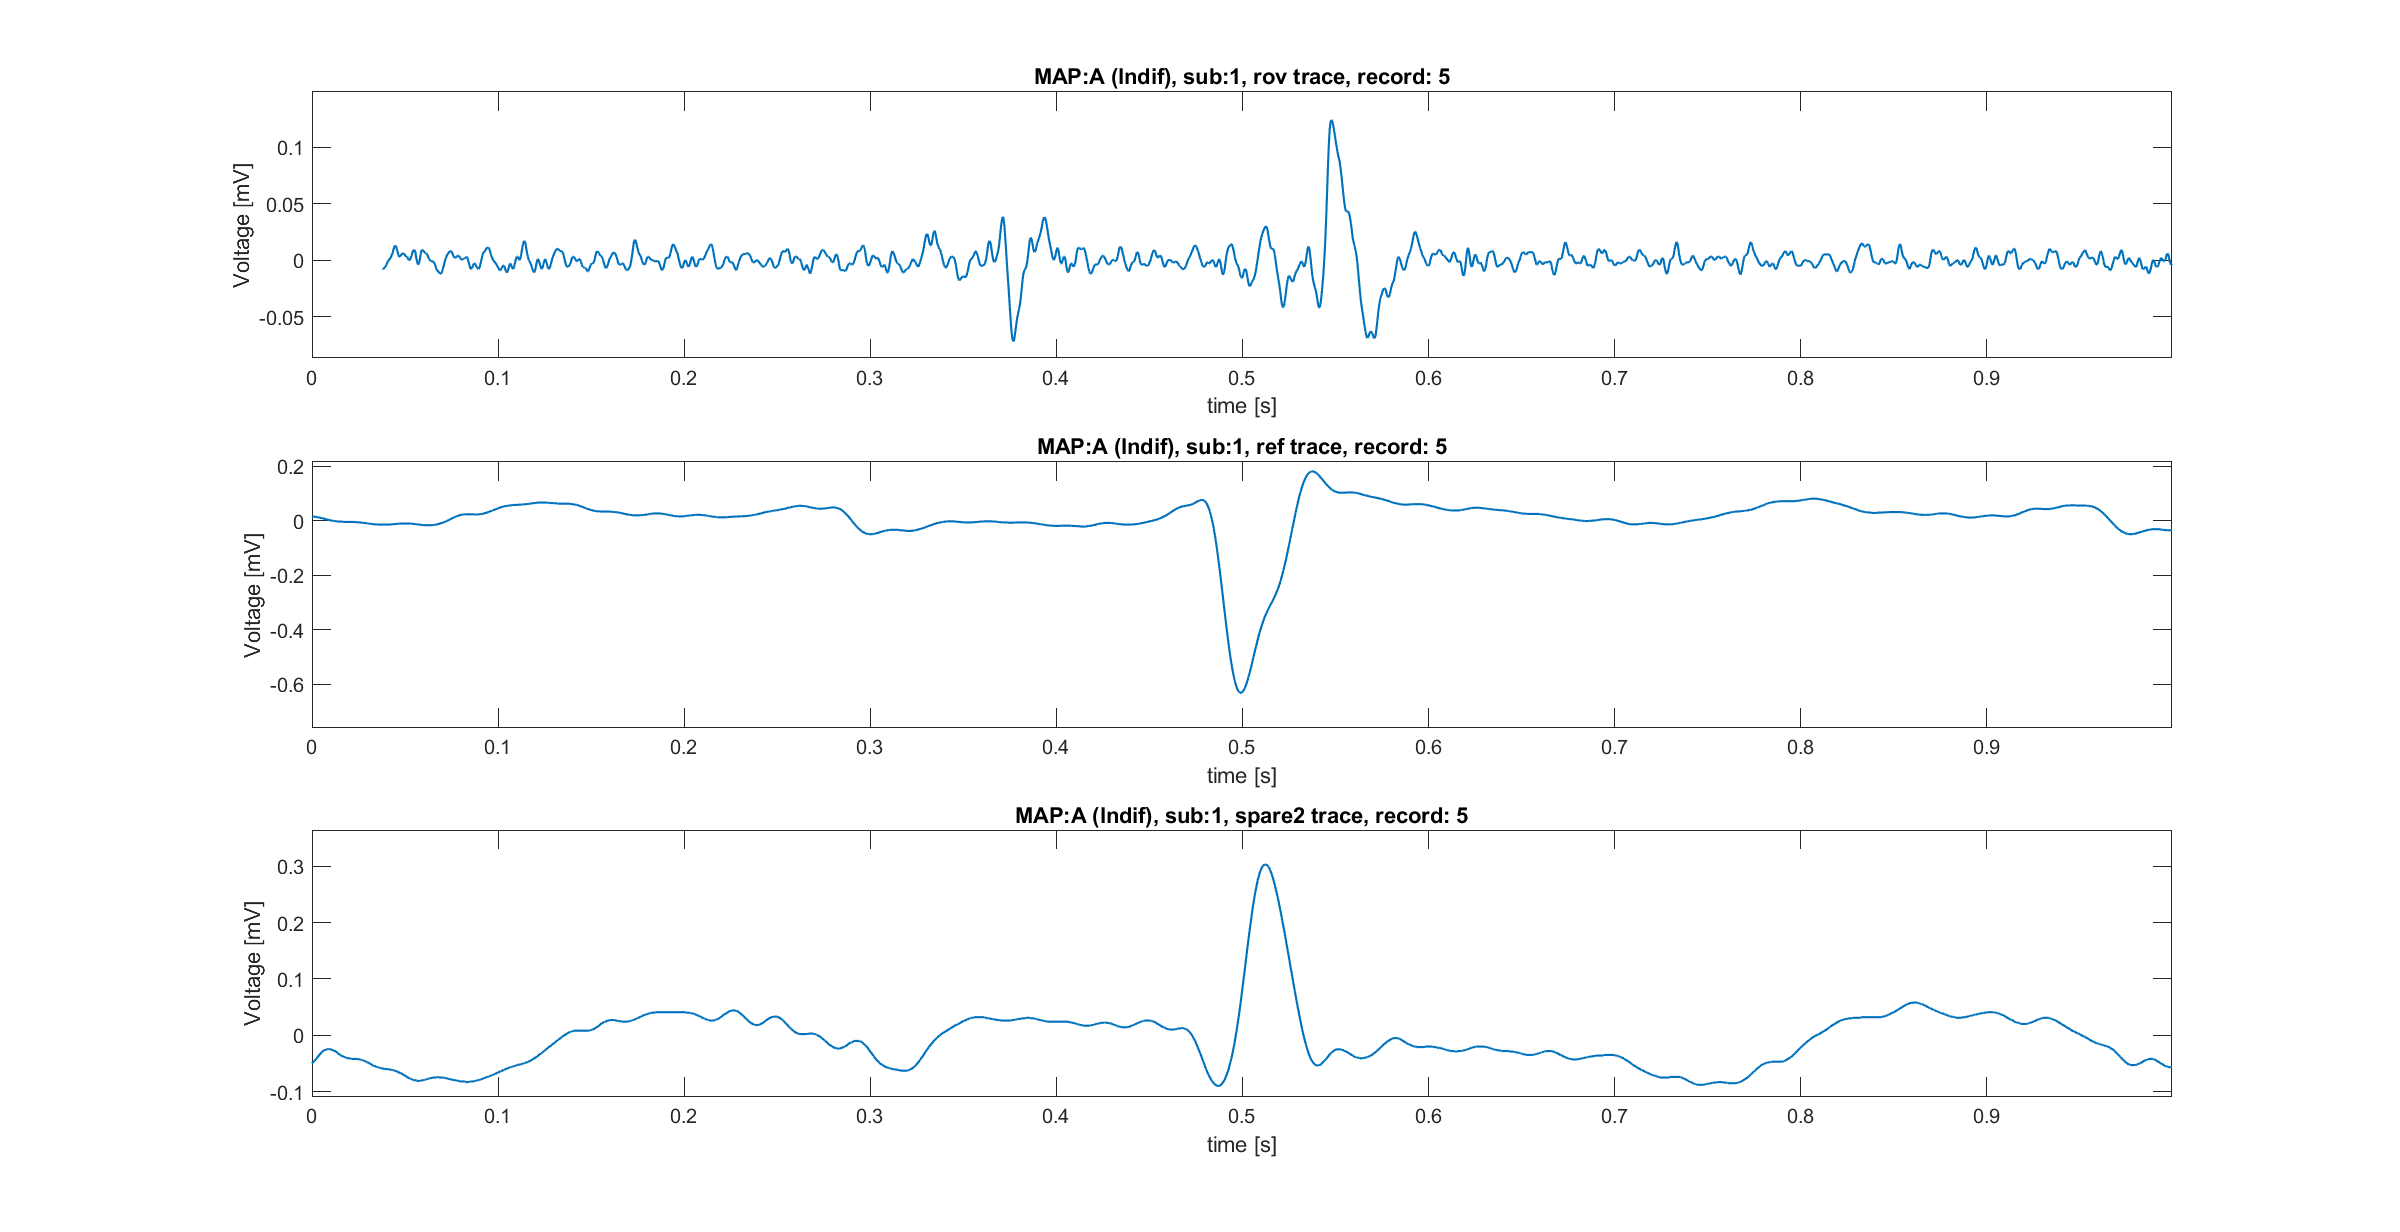 MAP:A (Indif), sub:1, rov trace, record: 5
Voltage [mV]
0.1
0.05
0
-0.05
0 0.1 0.2 0.3 0.4 0.5 0.6 0.7 0.8 0.9
time [s]
MAP:A (Indif), sub:1, ref trace, record: 5
Voltage [mV]
0.2
0
-0.2
-0.4
-0.6
0 0.1 0.2 0.3 0.4 0.5 0.6 0.7 0.8 0.9
time [s]
MAP:A (Indif), sub:1, spare2 trace, record: 5
Voltage [mV]
0.3
0.2
0.1
0
-0.1
0 0.1 0.2 0.3 0.4 0.5 0.6 0.7 0.8 0.9
time [s]